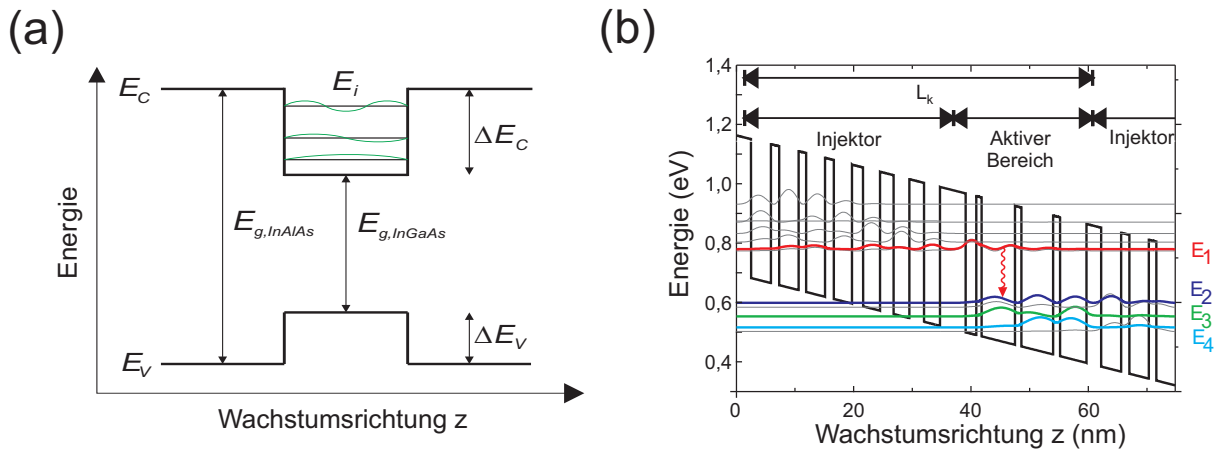 (a)
E_C
E_i
ΔE_C
E_g,InAlAs
E_g,InGaAs
ΔE_V
E_V
Energie
Wachstumsrichtung z
(b)
1,4
1,2
1,0
0,8
0,6
0,4
Energie (eV)
L_k
Injektor
Aktiver
Bereich
Injektor
E_1
E_2
E_3
E_4
0
20
40
60
Wachstumsrichtung z (nm)